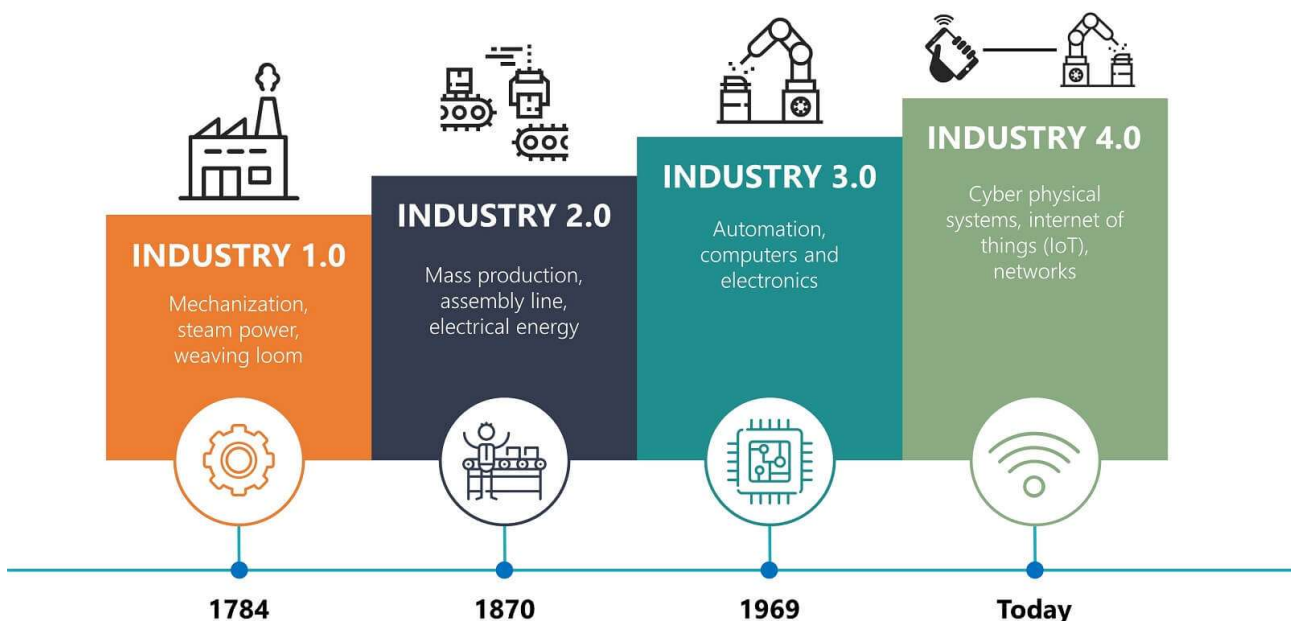 INDUSTRY 1.0
Mechanization,
steam power,
weaving loom
INDUSTRY 2.0
Mass production,
assembly line,
electrical energy
INDUSTRY 3.0
Automation,
computers and
electronics
INDUSTRY 4.0
Cyber physical
systems, internet of
things (IoT),
networks
1784
1870
1969
Today